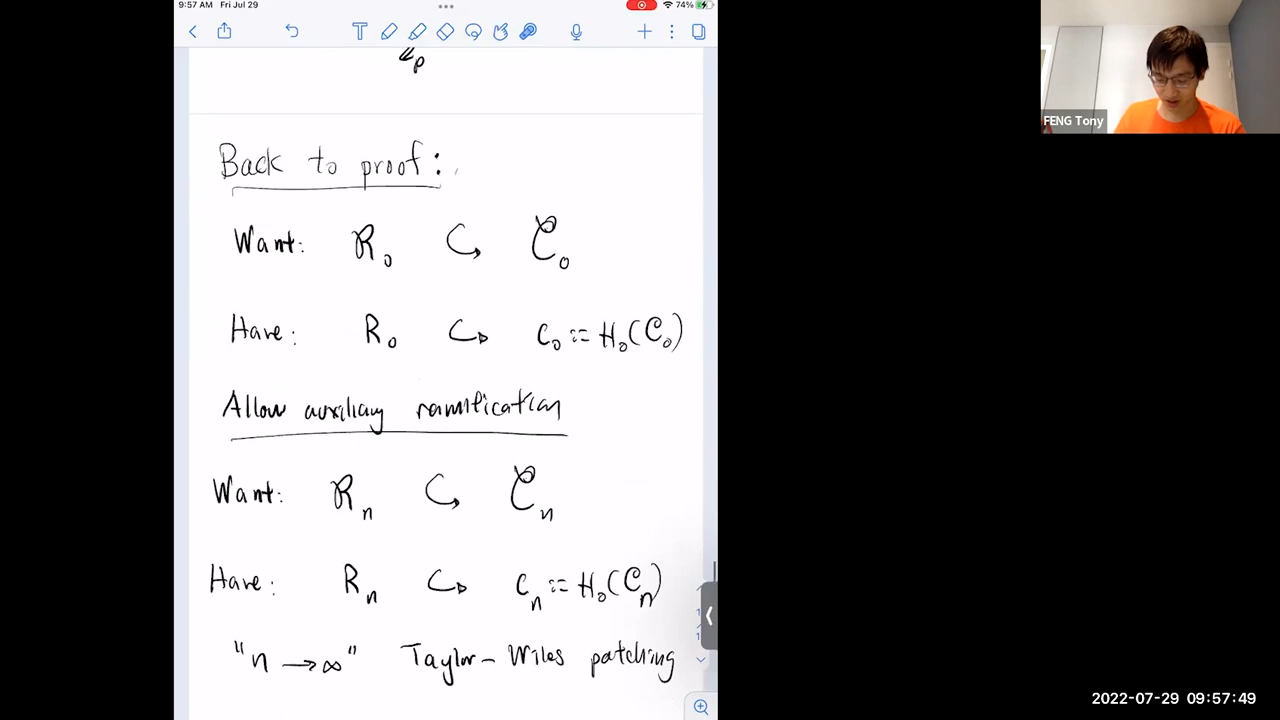 9:57 AM Fri Jul 29
74%
p
Back to proof:
Want: R₀ ↪ C₀
Have: R₀ ↪ C₀ := H₀(C₀)
Allow auxiliary ramification
Want: Rₙ ↪ Cₙ
Have: Rₙ ↪ Cₙ := H₀(Cₙ)
"n → ∞" Taylor-Wiles patching
FENG Tony
2022-07-29 09:57:49